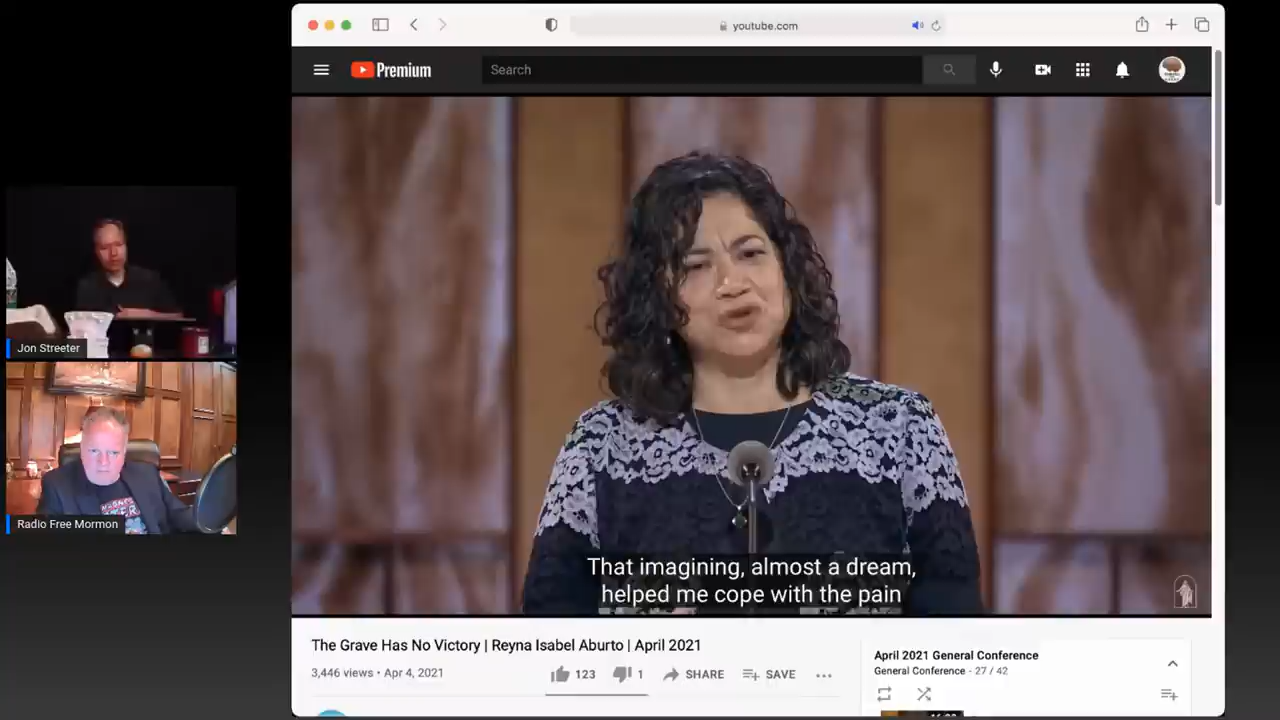 youtube.com
Premium
Search
Jon Streeter
Radio Free Mormon
That imagining, almost a dream,
helped me cope with the pain
The Grave Has No Victory | Reyna Isabel Aburto | April 2021
3,446 views • Apr 4, 2021
123
1
SHARE
SAVE
April 2021 General Conference
General Conference - 27 / 42